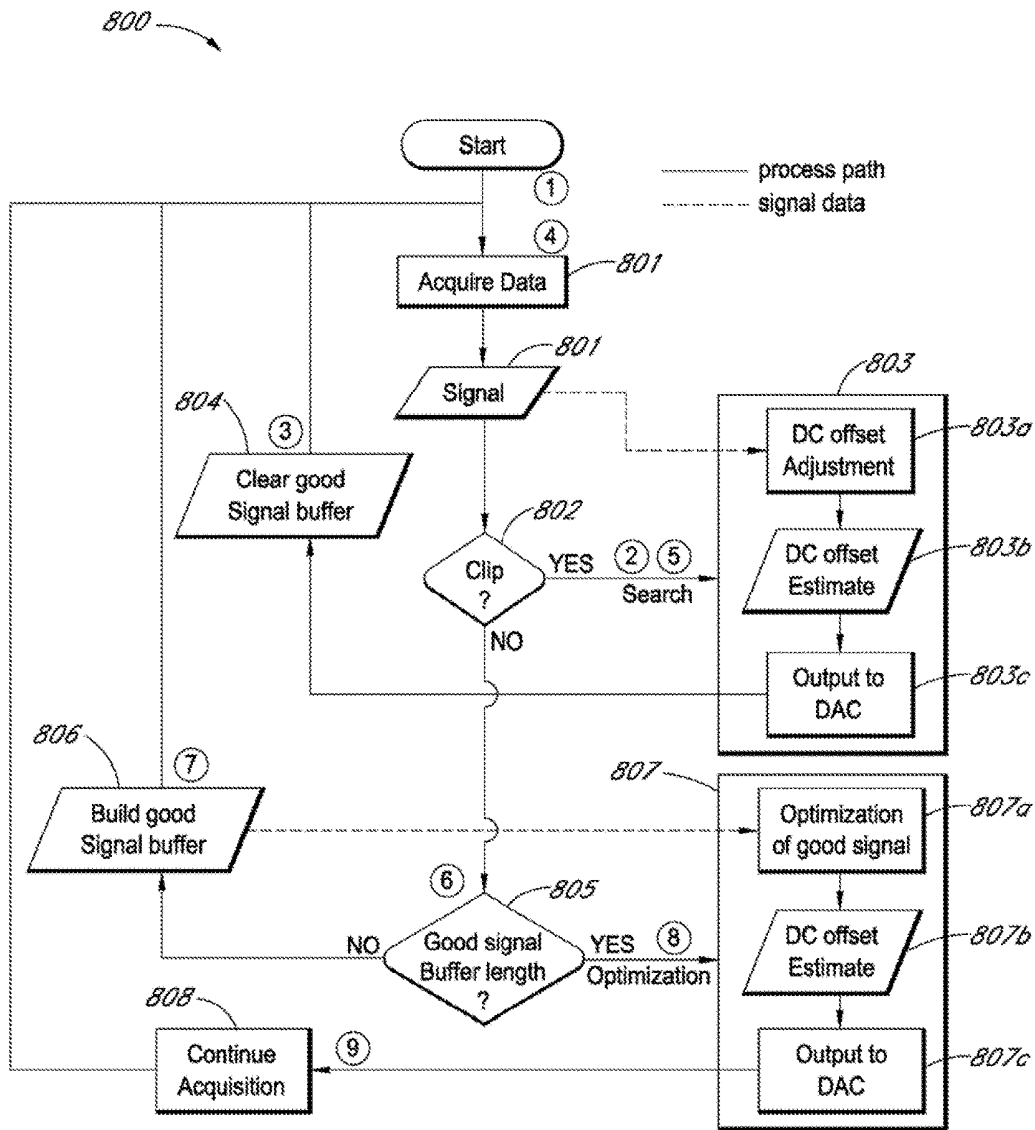 800
Start
1
process path
signal data
4
Acquire Data
801
801
Signal
803
804
3
DC offset
Adjustment
803a
Clear good
Signal buffer
802
Clip
?
YES
2 5
Search
DC offset
Estimate
803b
NO
Output to
DAC
803c
806
7
807
Build good
Signal buffer
Optimization
of good signal
807a
6
805
NO
Good signal
Buffer length
?
YES
8
Optimization
DC offset
Estimate
807b
808
Continue
Acquisition
9
Output to
DAC
807c